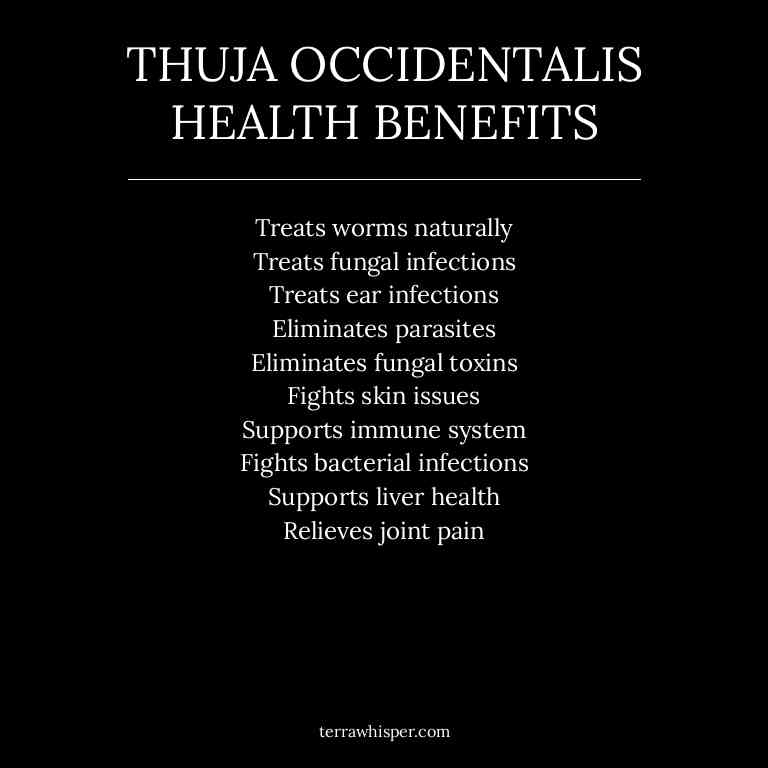 THUJA OCCIDENTALIS
HEALTH BENEFITS
Treats worms naturally
Treats fungal infections
Treats ear infections
Eliminates parasites
Eliminates fungal toxins
Fights skin issues
Supports immune system
Fights bacterial infections
Supports liver health
Relieves joint pain
terrawhisper.com